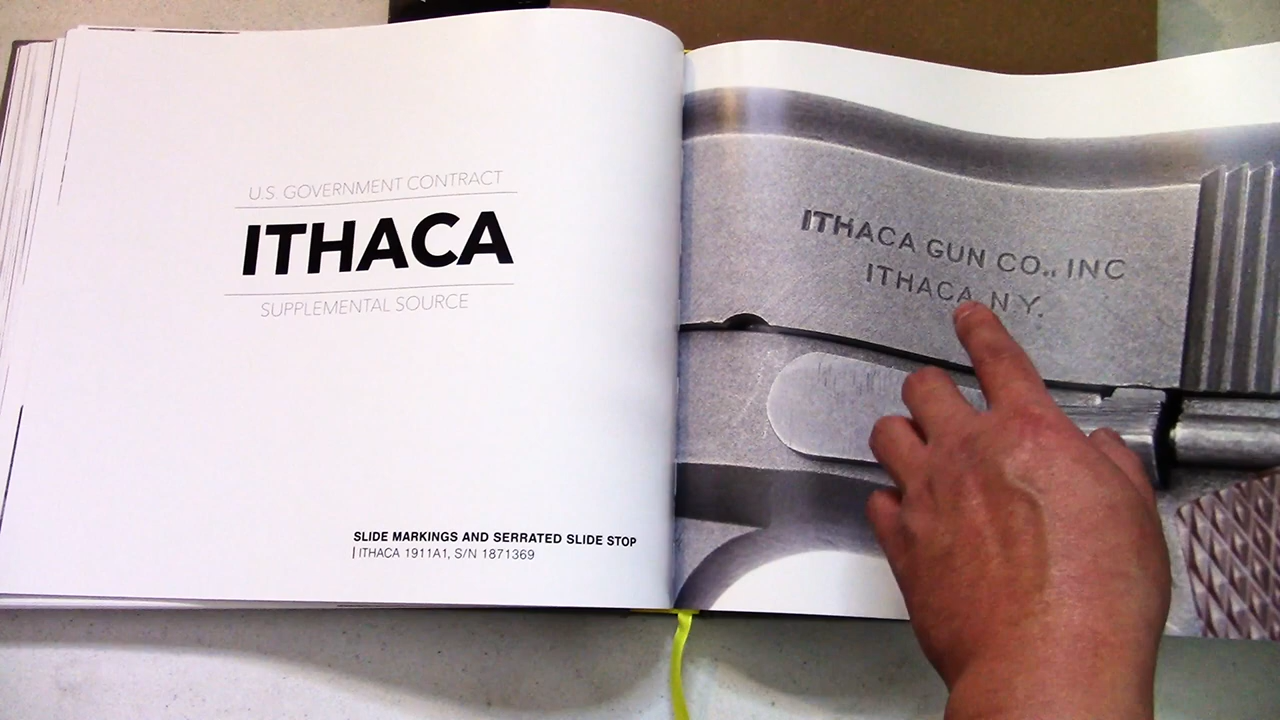 U.S. GOVERNMENT CONTRACT
ITHACA
SUPPLEMENTAL SOURCE
SLIDE MARKINGS AND SERRATED SLIDE STOP
ITHACA 1911A1, S/N 1871369
ITHACA GUN CO., INC
ITHACA, N.Y.